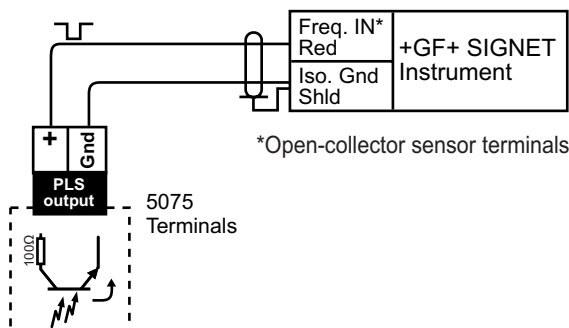 Freq. IN*
Red
+GF+ SIGNET
Instrument
Iso. Gnd
Shld
*Open-collector sensor terminals
+
Gnd
PLS
output
5075
Terminals
100Ω